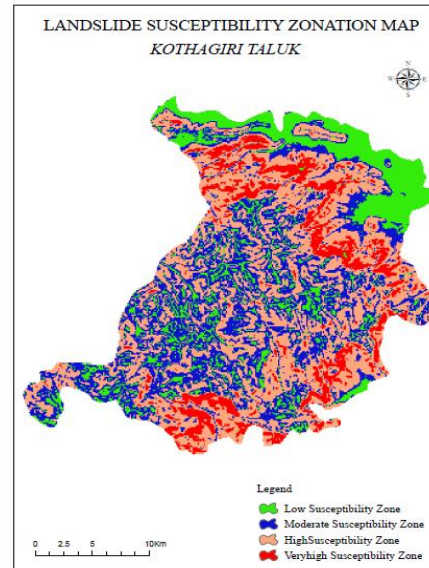 LANDSLIDE SUSCEPTIBILITY ZONATION MAP
KOTHAGIRI TALUK
N
W E
S
Legend
Low Susceptibility Zone
Moderate Susceptibility Zone
HighSusceptibility Zone
Veryhigh Susceptibility Zone
0 2.5 5 10Km